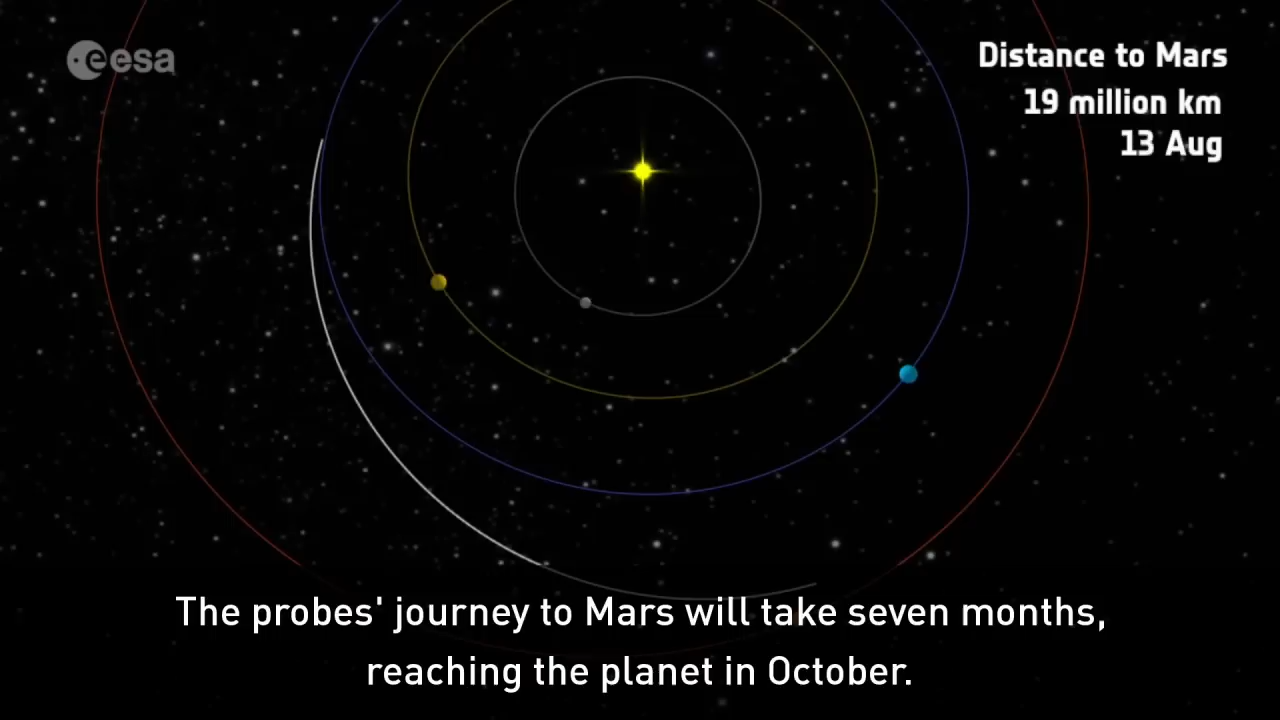 esa
Distance to Mars
19 million km
13 Aug
The probes' journey to Mars will take seven months,
reaching the planet in October.